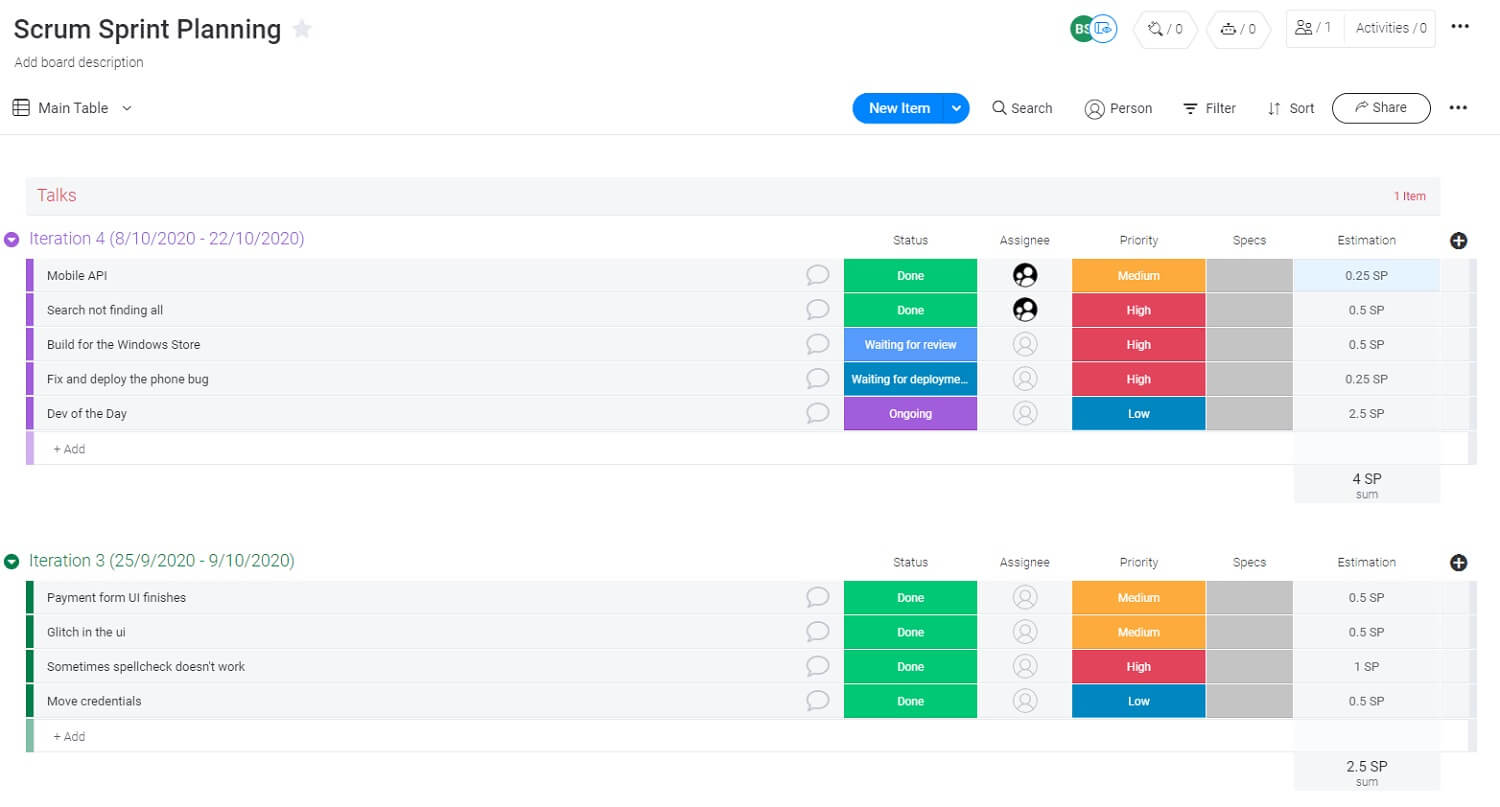 Scrum Sprint Planning
BS / 0 / 0 / 1 Activities / 0
Add board description
Main Table New Item Search Person Filter Sort Share
Talks 1 Item
Iteration 4 (8/10/2020 - 22/10/2020) Status Assignee Priority Specs Estimation
Mobile API Done Medium 0.25 SP
Search not finding all Done High 0.5 SP
Build for the Windows Store Waiting for review High 0.5 SP
Fix and deploy the phone bug Waiting for deployme... High 0.25 SP
Dev of the Day Ongoing Low 2.5 SP
+ Add
4 SP
sum
Iteration 3 (25/9/2020 - 9/10/2020) Status Assignee Priority Specs Estimation
Payment form UI finishes Done Medium 0.5 SP
Glitch in the ui Done Medium 0.5 SP
Sometimes spellcheck doesn't work Done High 1 SP
Move credentials Done Low 0.5 SP
+ Add
2.5 SP
sum